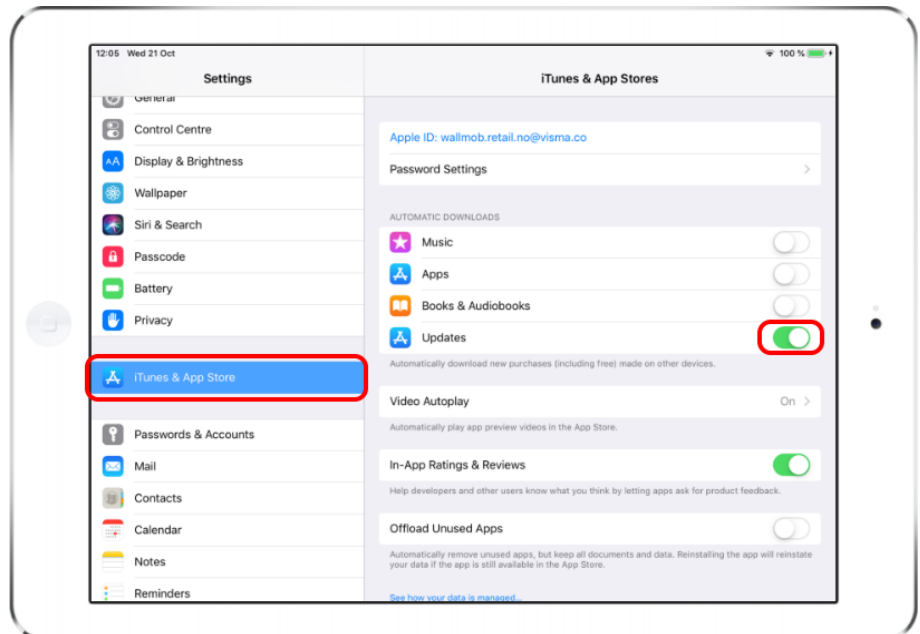 12:05 Wed 21 Oct
100 %
Settings
iTunes & App Stores
General
Control Centre
Display & Brightness
Wallpaper
Siri & Search
Passcode
Battery
Privacy
iTunes & App Store
Passwords & Accounts
Mail
Contacts
Calendar
Notes
Reminders
Apple ID: wallmob.retail.no@visma.co
Password Settings
AUTOMATIC DOWNLOADS
Music
Apps
Books & Audiobooks
Updates
Automatically download new purchases (including free) made on other devices.
Video Autoplay
On
Automatically play app preview videos in the App Store.
In-App Ratings & Reviews
Help developers and other users know what you think by letting apps ask for product feedback.
Offload Unused Apps
Automatically remove unused apps, but keep all documents and data. Reinstalling the app will reinstate
your data if the app is still available in the App Store.
See how your data is managed...